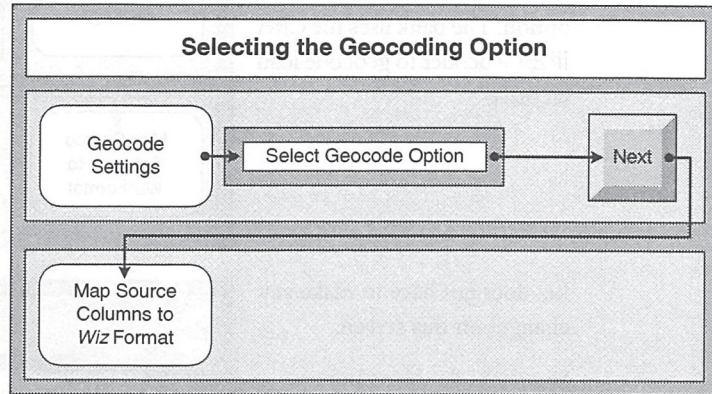 Selecting the Geocoding Option
Geocode
Settings
Select Geocode Option
Next
Map Source
Columns to
Wiz Format